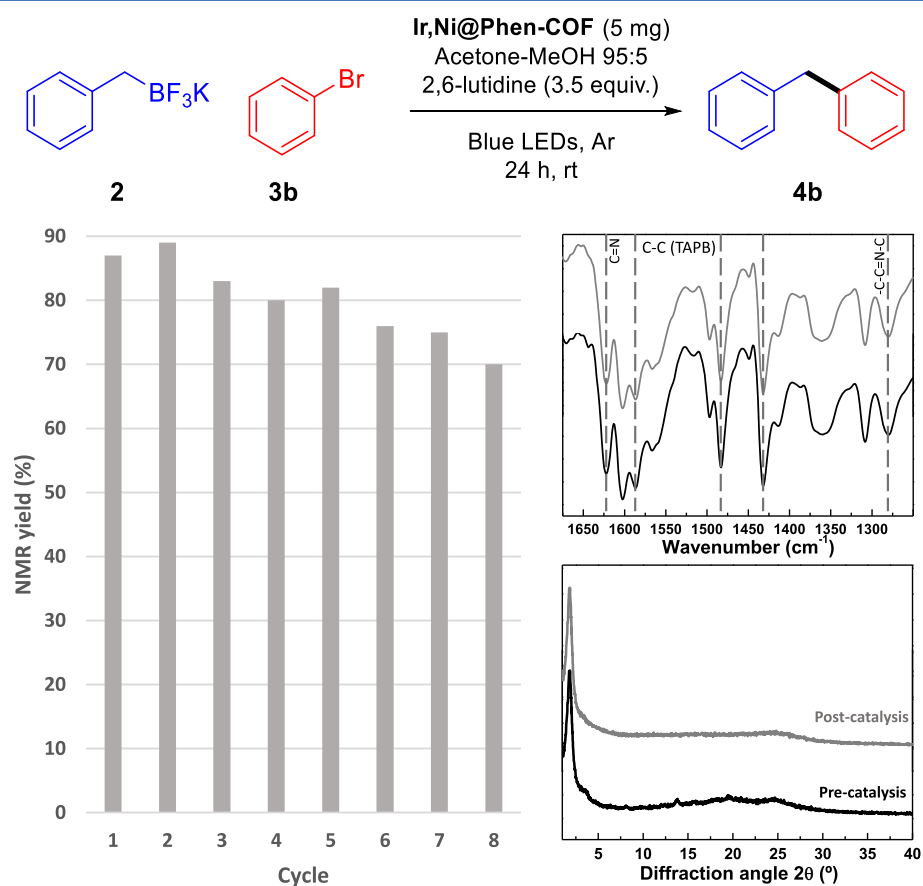 Ir,Ni@Phen-COF (5 mg)
Acetone-MeOH 95:5
2,6-lutidine (3.5 equiv.)
Blue LEDs, Ar
24 h, rt
BF3K
Br
2
3b
4b
90
80
70
60
50
40
30
20
10
0
NMR yield (%)
1 2 3 4 5 6 7 8
Cycle
C=N
C-C (TAPB)
-C-C=N-C
1650 1600 1550 1500 1450 1400 1350 1300
Wavenumber (cm-1)
Post-catalysis
Pre-catalysis
5 10 15 20 25 30 35 40
Diffraction angle 2θ (º)